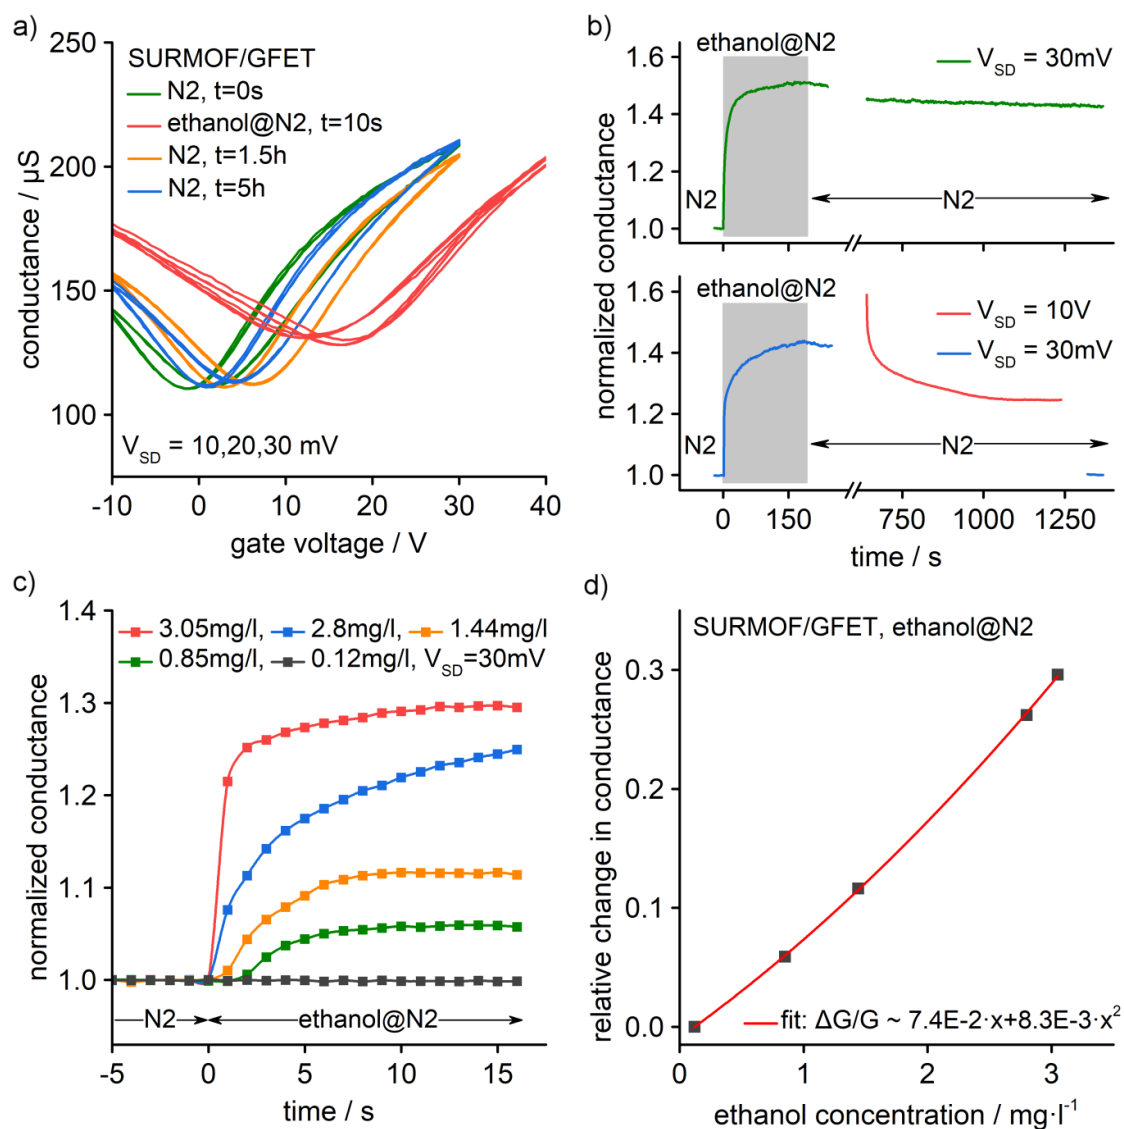 a)
SURMOF/GFET
N2, t=0s
ethanol@N2, t=10s
N2, t=1.5h
N2, t=5h
V_SD = 10,20,30 mV
conductance / µS
250
200
150
100
-10 0 10 20 30 40
gate voltage / V
b)
ethanol@N2
V_SD = 30mV
N2
N2
1.6
1.4
1.2
1.0
ethanol@N2
V_SD = 10V
V_SD = 30mV
N2
N2
1.6
1.4
1.2
1.0
normalized conductance
0 150 750 1000 1250
time / s
c)
3.05mg/l, 2.8mg/l, 1.44mg/l
0.85mg/l, 0.12mg/l, V_SD=30mV
1.4
1.3
1.2
1.1
1.0
normalized conductance
N2 ethanol@N2
-5 0 5 10 15
time / s
d)
SURMOF/GFET, ethanol@N2
0.3
0.2
0.1
0.0
relative change in conductance
fit: ΔG/G ~ 7.4E-2·x+8.3E-3·x²
0 1 2 3
ethanol concentration / mg·l⁻¹